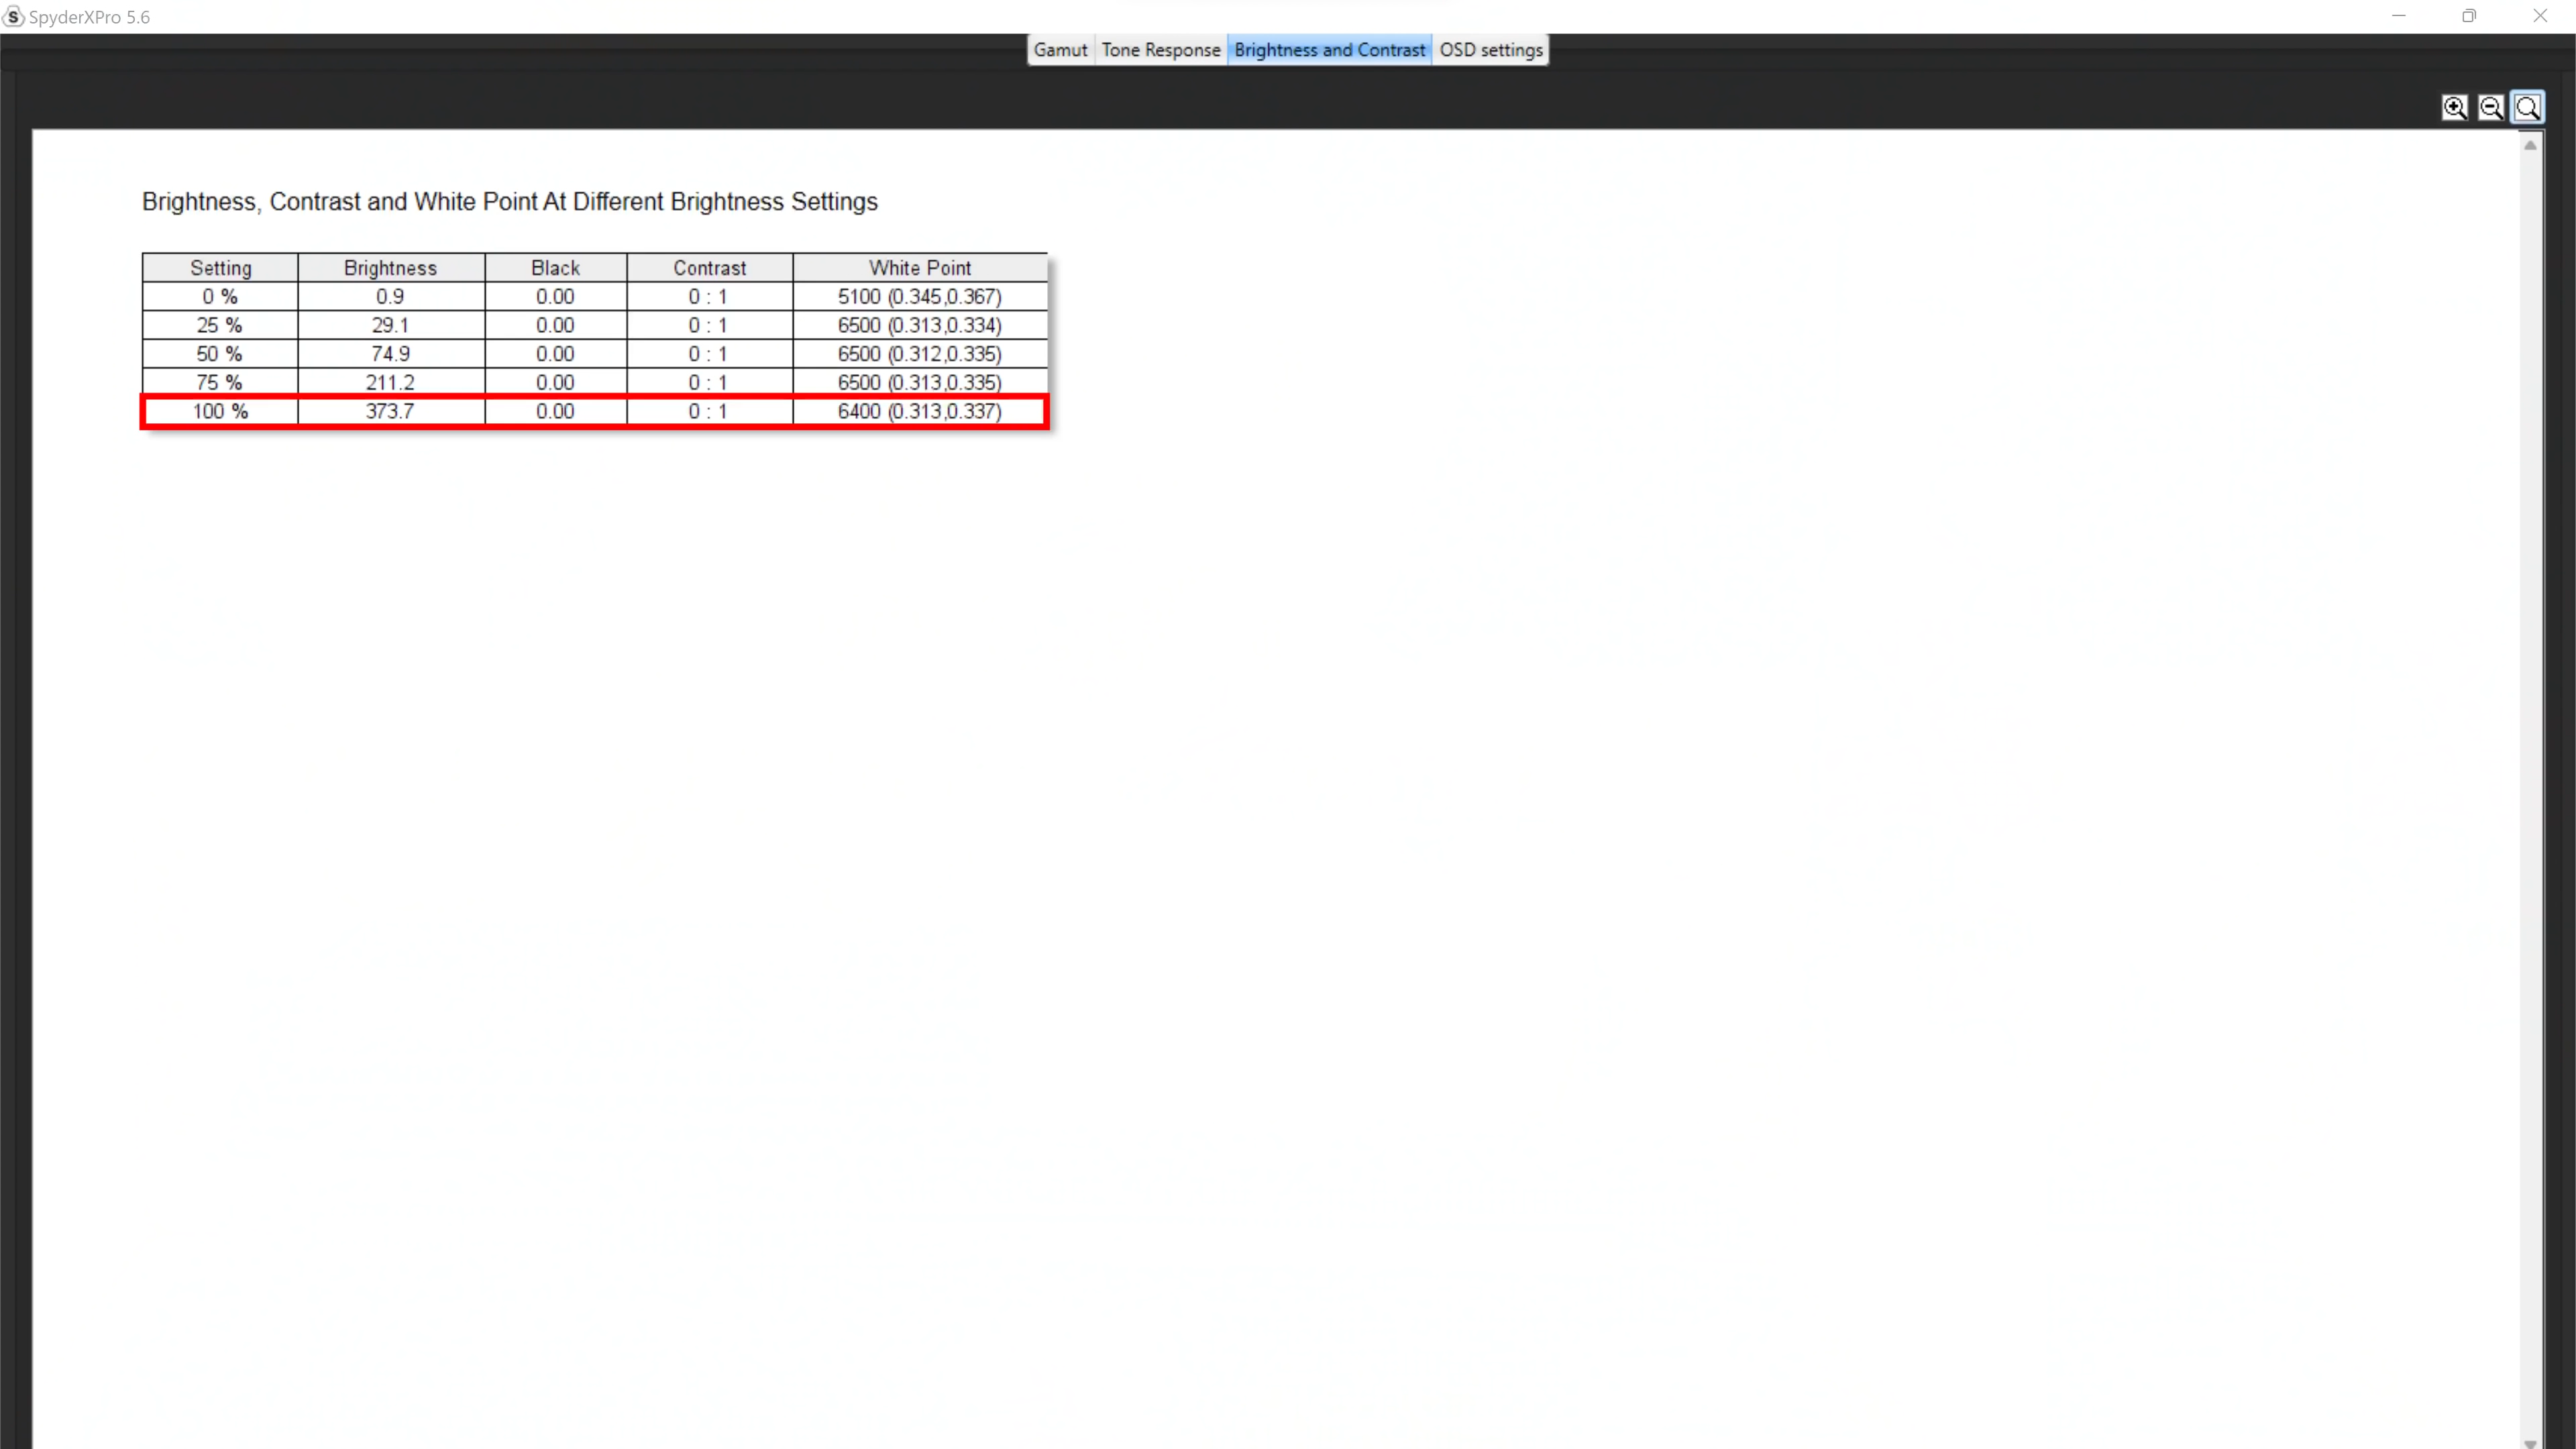 S SpyderXPro 5.6
Gamut Tone Response Brightness and Contrast OSD settings
Brightness, Contrast and White Point At Different Brightness Settings
Setting Brightness Black Contrast White Point
0 % 0.9 0.00 0 : 1 5100 (0.345,0.367)
25 % 29.1 0.00 0 : 1 6500 (0.313,0.334)
50 % 74.9 0.00 0 : 1 6500 (0.312,0.335)
75 % 211.2 0.00 0 : 1 6500 (0.313,0.335)
100 % 373.7 0.00 0 : 1 6400 (0.313,0.337)